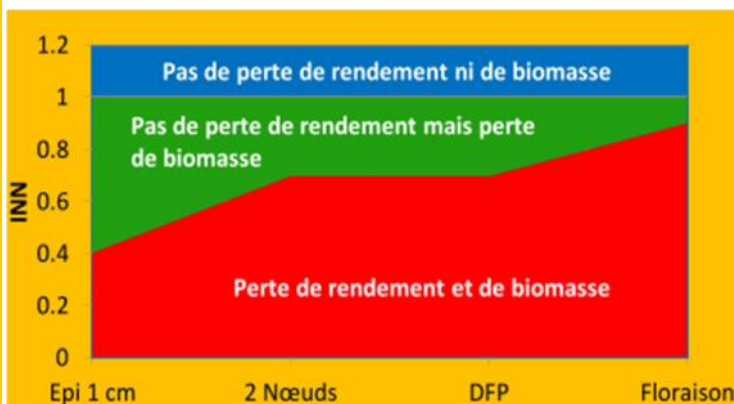 1.2
Pas de perte de rendement ni de biomasse
1
Pas de perte de rendement mais perte
de biomasse
0.8
INN
0.6
0.4
Perte de rendement et de biomasse
0.2
0
Epi 1 cm 2 Nœuds DFP Floraison